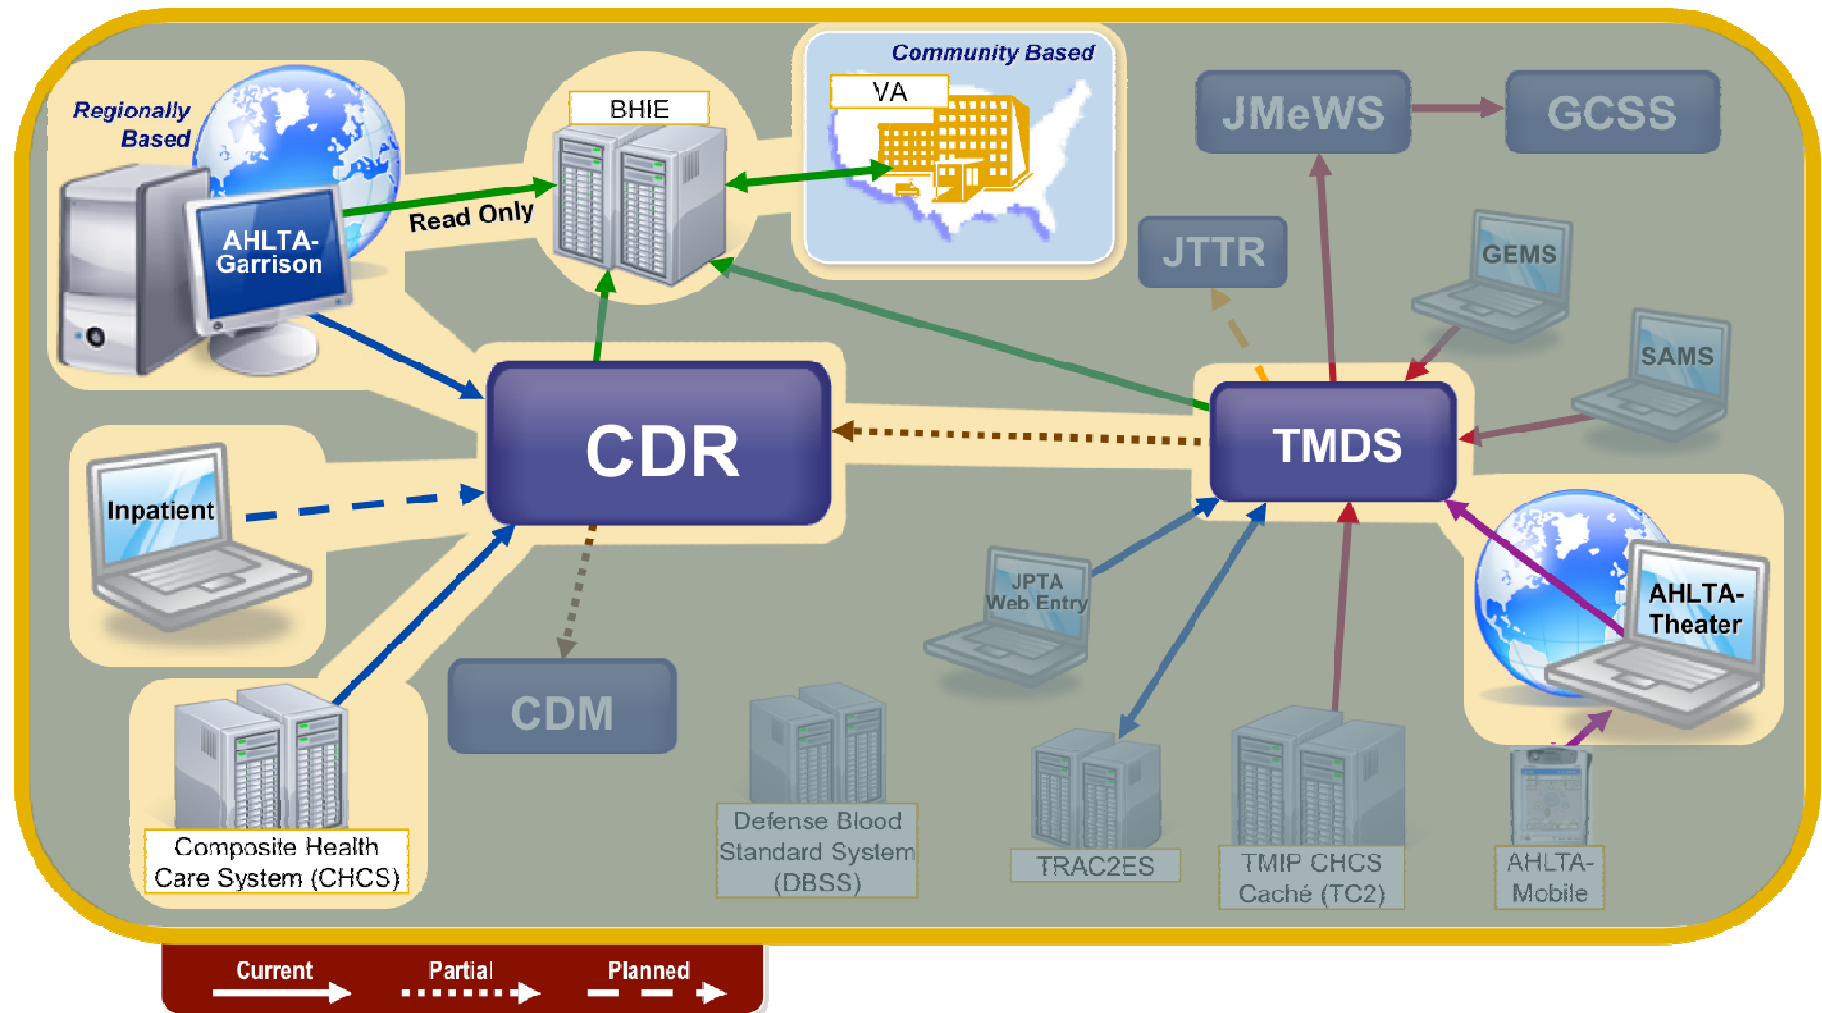 Regionally
Based
AHLTA-
Garrison
Read Only
BHIE
Community Based
VA
JMeWS
GCSS
JTTR
GEMS
SAMS
CDR
TMDS
Inpatient
JPTA
Web Entry
AHLTA-
Theater
CDM
Composite Health
Care System (CHCS)
Defense Blood
Standard System
(DBSS)
TRAC2ES
TMIP CHCS
Caché (TC2)
AHLTA-
Mobile
Current
Partial
Planned